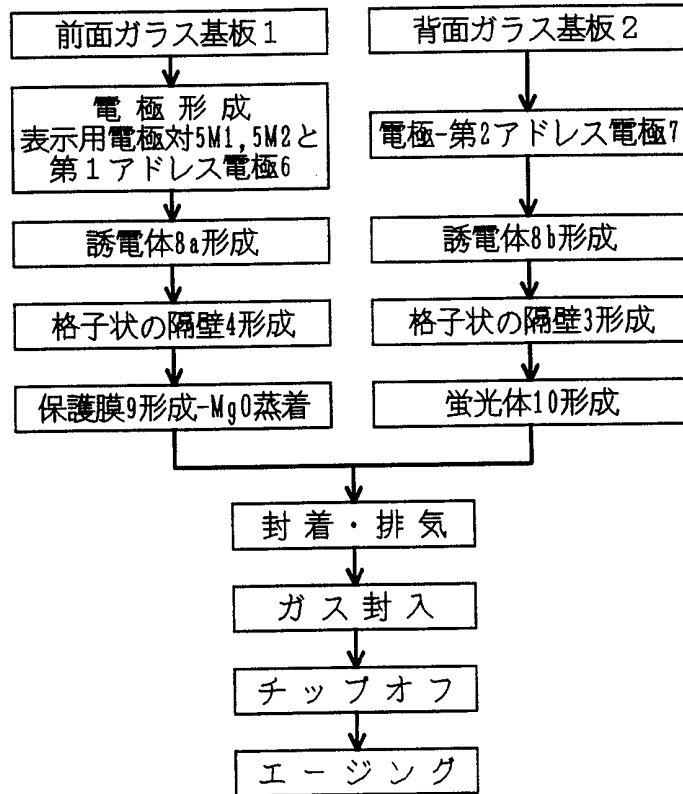 前面ガラス基板1
電極形成
表示用電極対5M1,5M2と
第1アドレス電極6
誘電体8a形成
格子状の隔壁4形成
保護膜9形成-MgO蒸着
背面ガラス基板2
電極-第2アドレス電極7
誘電体8b形成
格子状の隔壁3形成
蛍光体10形成
封着・排気
ガス封入
チップオフ
エージング